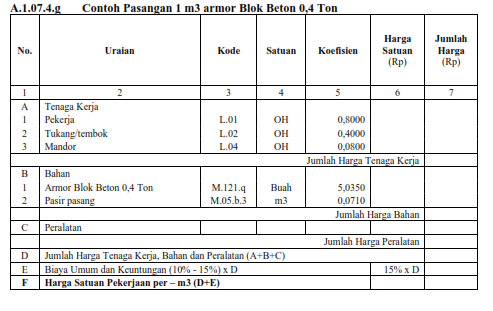 A.1.07.4.g Contoh Pasangan 1 m3 armor Blok Beton 0,4 Ton
No. Uraian Kode Satuan Koefisien Harga Satuan (Rp) Jumlah Harga (Rp)
1 2 3 4 5 6 7
A Tenaga Kerja
1 Pekerja L.01 OH 0,8000
2 Tukang/tembok L.02 OH 0,4000
3 Mandor L.04 OH 0,0800
Jumlah Harga Tenaga Kerja
B Bahan
1 Armor Blok Beton 0,4 Ton M.121.q Buah 5,0350
2 Pasir pasang M.05.b.3 m3 0,0710
Jumlah Harga Bahan
C Peralatan
Jumlah Harga Peralatan
D Jumlah Harga Tenaga Kerja, Bahan dan Peralatan (A+B+C)
E Biaya Umum dan Keuntungan (10% - 15%) x D 15% x D
F Harga Satuan Pekerjaan per – m3 (D+E)